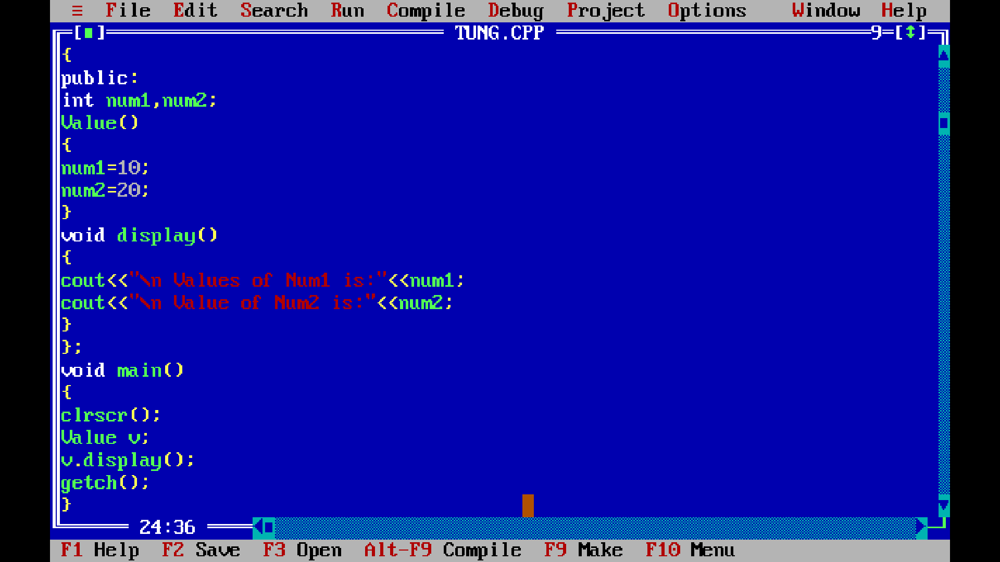 ≡ File Edit Search Run Compile Debug Project Options Window Help
[■] TUNG.CPP 9=[↕]
{
public:
int num1,num2;
Value()
{
num1=10;
num2=20;
}
void display()
{
cout<<"\n Values of Num1 is:"<<num1;
cout<<"\n Value of Num2 is:"<<num2;
}
};
void main()
{
clrscr();
Value v;
v.display();
getch();
}
24:36
F1 Help F2 Save F3 Open Alt-F9 Compile F9 Make F10 Menu